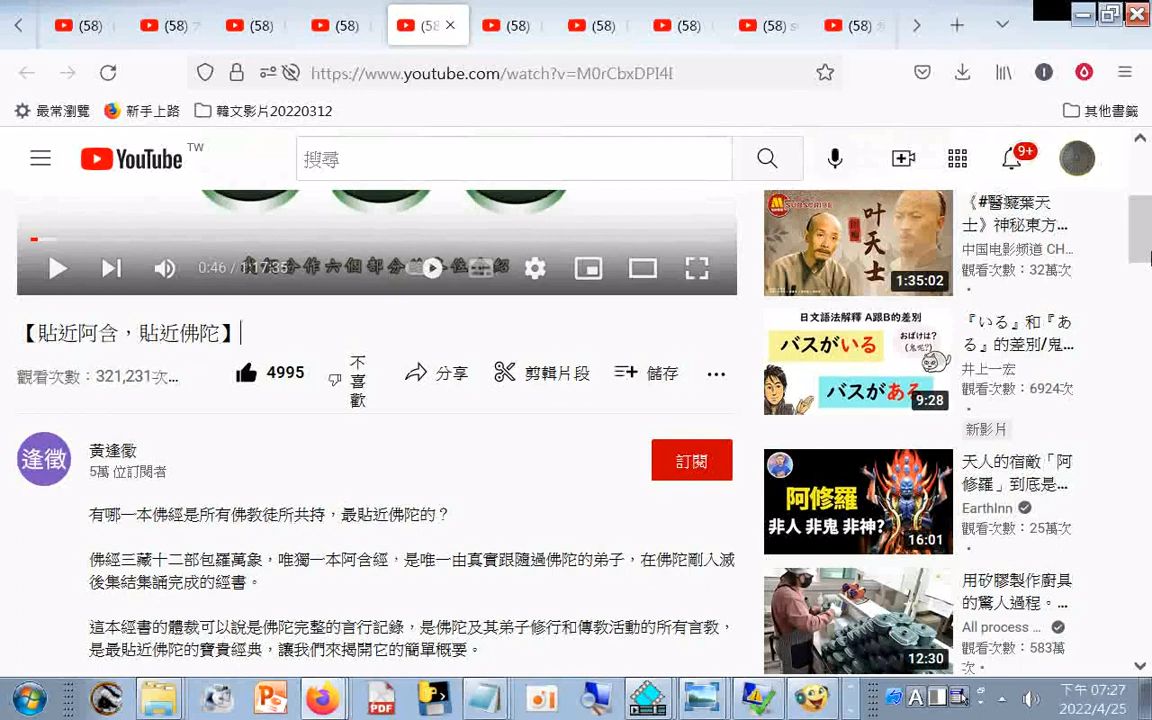 (58)
(58)
(58)
(58)
(58
(58)
(58)
(58)
(58) s
(58)
https://www.youtube.com/watch?v=M0rCbxDPI4I
最常瀏覽
新手上路
韓文影片20220312
其他書籤
YouTube
TW
搜尋
9+
0:46 / 1:17:35
作六個部分
紹
【貼近阿含，貼近佛陀】
觀看次數：321,231次...
4995
不喜歡
分享
剪輯片段
儲存
逢徵
黃逢徵
5萬 位訂閱者
訂閱
有哪一本佛經是所有佛教徒所共持，最貼近佛陀的？
佛經三藏十二部包羅萬象，唯獨一本阿含經，是唯一由真實跟隨過佛陀的弟子，在佛陀剛入滅
後集結集誦完成的經書。
這本經書的體裁可以說是佛陀完整的言行記錄，是佛陀及其弟子修行和傳教活動的所有言教，
是最貼近佛陀的寶貴經典，讓我們來揭開它的簡單概要。
SUBSCRIBE
叶天士
1:35:02
《#醫癡葉天
士》神秘東方...
中国电影频道 CH...
觀看次數：32萬次
日文語法解釋 A跟B的差別
バスがいる
おばけは？
(鬼呢?)
バスがある
9:28
『いる』和『あ
る』的差別/鬼...
井上一宏
觀看次數：6924次
新影片
阿修羅
非人 非鬼 非神?
16:01
天人的宿敵「阿
修羅」到底是...
EarthInn
觀看次數：25萬次
12:30
用矽膠製作廚具
的驚人過程。...
All process ...
觀看次數：583萬
次
PDF
A
下午 07:27
2022/4/25